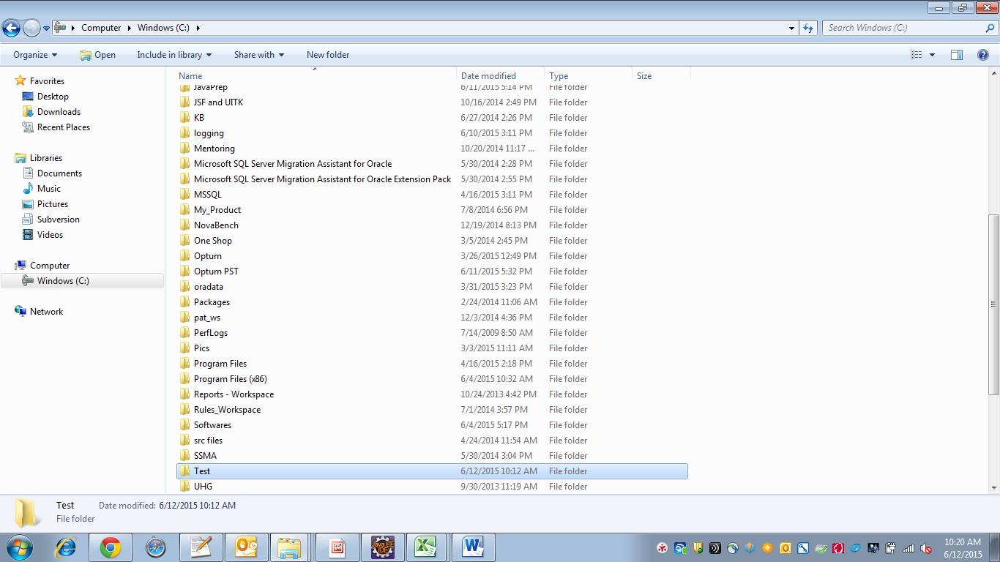 Computer Windows (C:) Search Windows (C:)
Organize Open Include in library Share with New folder
Name Date modified Type Size
Favorites
Desktop
Downloads
Recent Places
Libraries
Documents
Music
Pictures
Subversion
Videos
Computer
Windows (C:)
Network
JavaPrep 6/11/2015 5:14 PM File folder
JSF and UITK 10/16/2014 2:49 PM File folder
KB 6/27/2014 2:26 PM File folder
logging 6/10/2015 3:11 PM File folder
Mentoring 10/20/2014 11:17 ... File folder
Microsoft SQL Server Migration Assistant for Oracle 5/30/2014 2:28 PM File folder
Microsoft SQL Server Migration Assistant for Oracle Extension Pack 5/30/2014 2:55 PM File folder
MSSQL 4/16/2015 3:11 PM File folder
My_Product 7/8/2014 6:56 PM File folder
NovaBench 12/19/2014 8:13 PM File folder
One Shop 3/5/2014 2:45 PM File folder
Optum 3/26/2015 12:49 PM File folder
Optum PST 6/11/2015 5:32 PM File folder
oradata 3/31/2015 3:23 PM File folder
Packages 2/24/2014 11:06 AM File folder
pat_ws 12/3/2014 4:36 PM File folder
PerfLogs 7/14/2009 8:50 AM File folder
Pics 3/3/2015 11:11 AM File folder
Program Files 4/16/2015 2:18 PM File folder
Program Files (x86) 6/4/2015 10:32 AM File folder
Reports - Workspace 10/24/2013 4:42 PM File folder
Rules_Workspace 7/1/2014 3:57 PM File folder
Softwares 6/4/2015 5:17 PM File folder
src files 4/24/2014 11:54 AM File folder
SSMA 5/30/2014 3:04 PM File folder
Test 6/12/2015 10:12 AM File folder
UHG 9/30/2013 11:19 AM File folder
Test Date modified: 6/12/2015 10:12 AM
File folder
Java EE
IDE
10:20 AM
6/12/2015